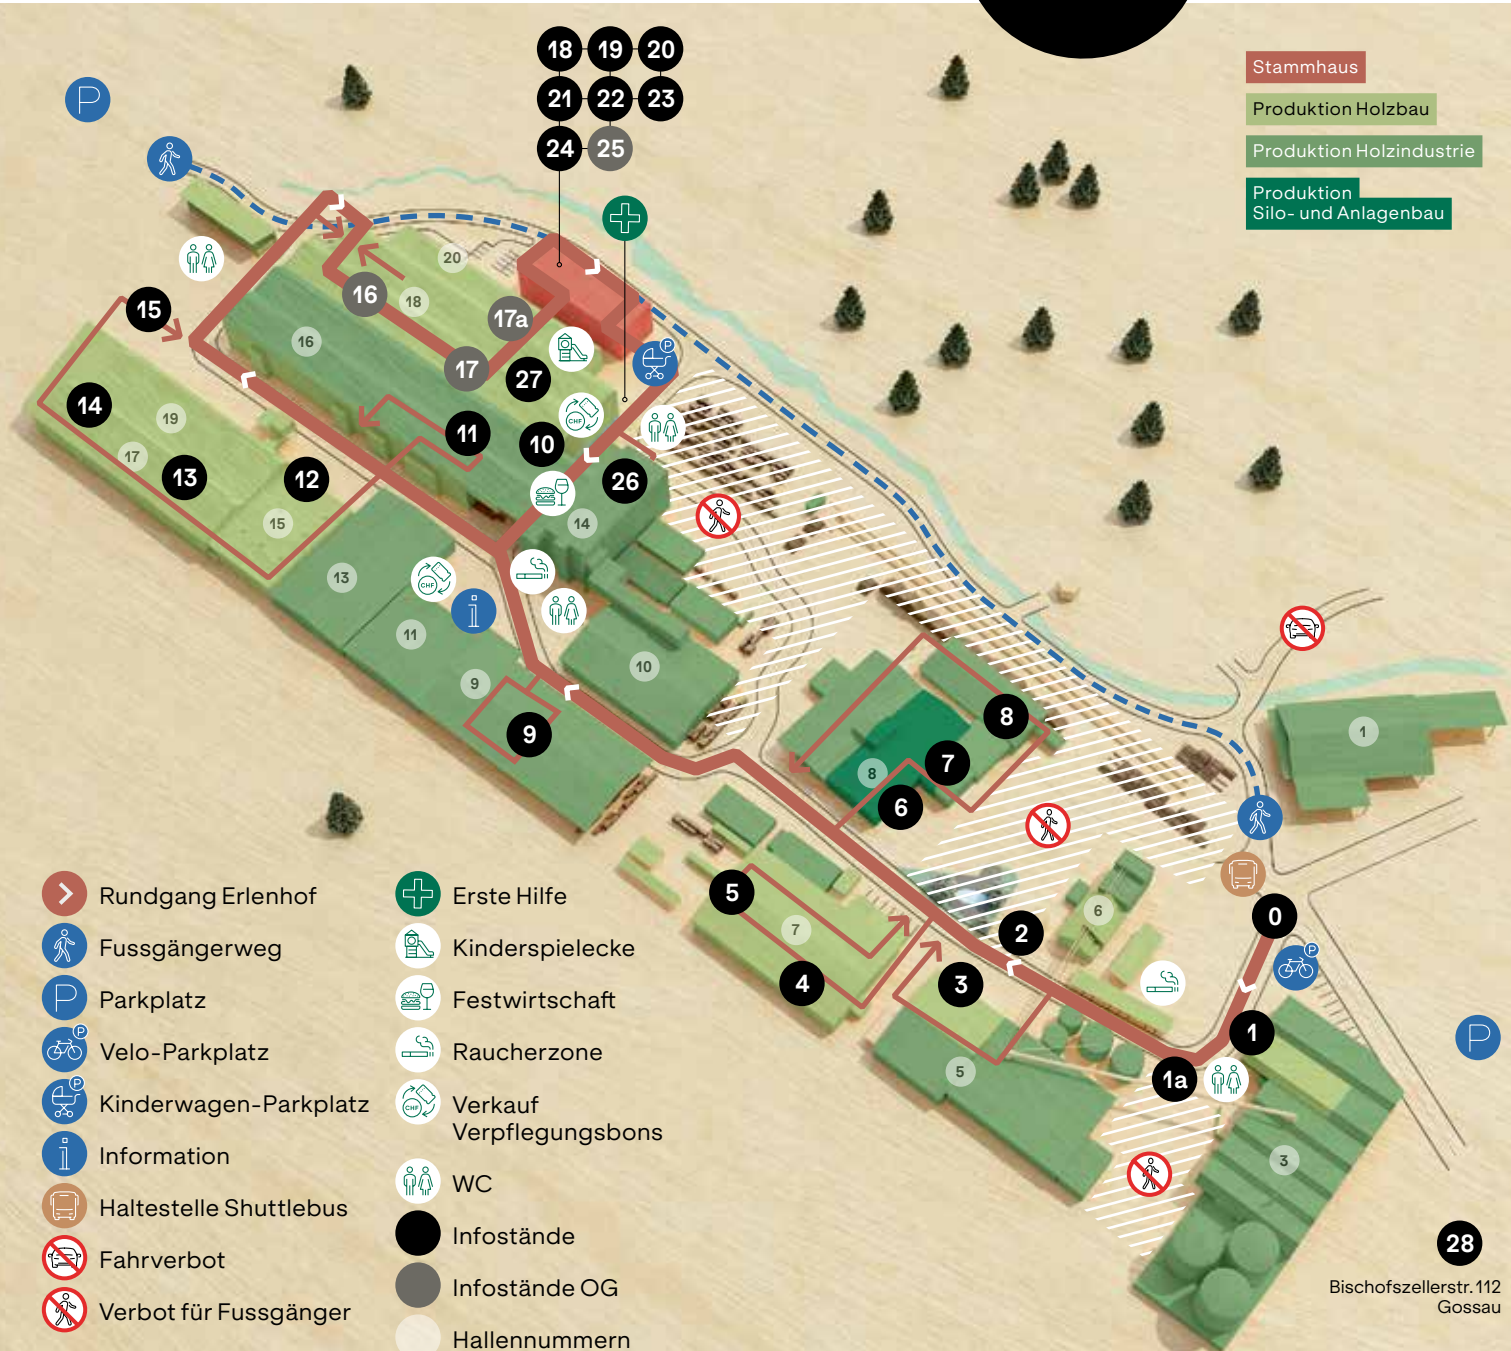 18 19 20
21 22 23
24 25
Stammhaus
Produktion Holzbau
Produktion Holzindustrie
Produktion
Silo- und Anlagenbau
P
20
16
18
15
17a
16
17
27
P
14
19
CHF
11
10
17
13
12
26
15
14
13
CHF
i
11
10
9
8
9
1
7
8
6
5
7
6
0
2
P
4
3
1
P
5
1a
3
28
Bischofszellerstr. 112
Gossau
Rundgang Erlenhof
Fussgängerweg
P Parkplatz
P
Velo-Parkplatz
P
Kinderwagen-Parkplatz
i Information
Haltestelle Shuttlebus
Fahrverbot
Verbot für Fussgänger
Erste Hilfe
Kinderspielecke
Festwirtschaft
Raucherzone
CHF Verkauf
Verpflegungsbons
WC
Infostände
Infostände OG
Hallennummern